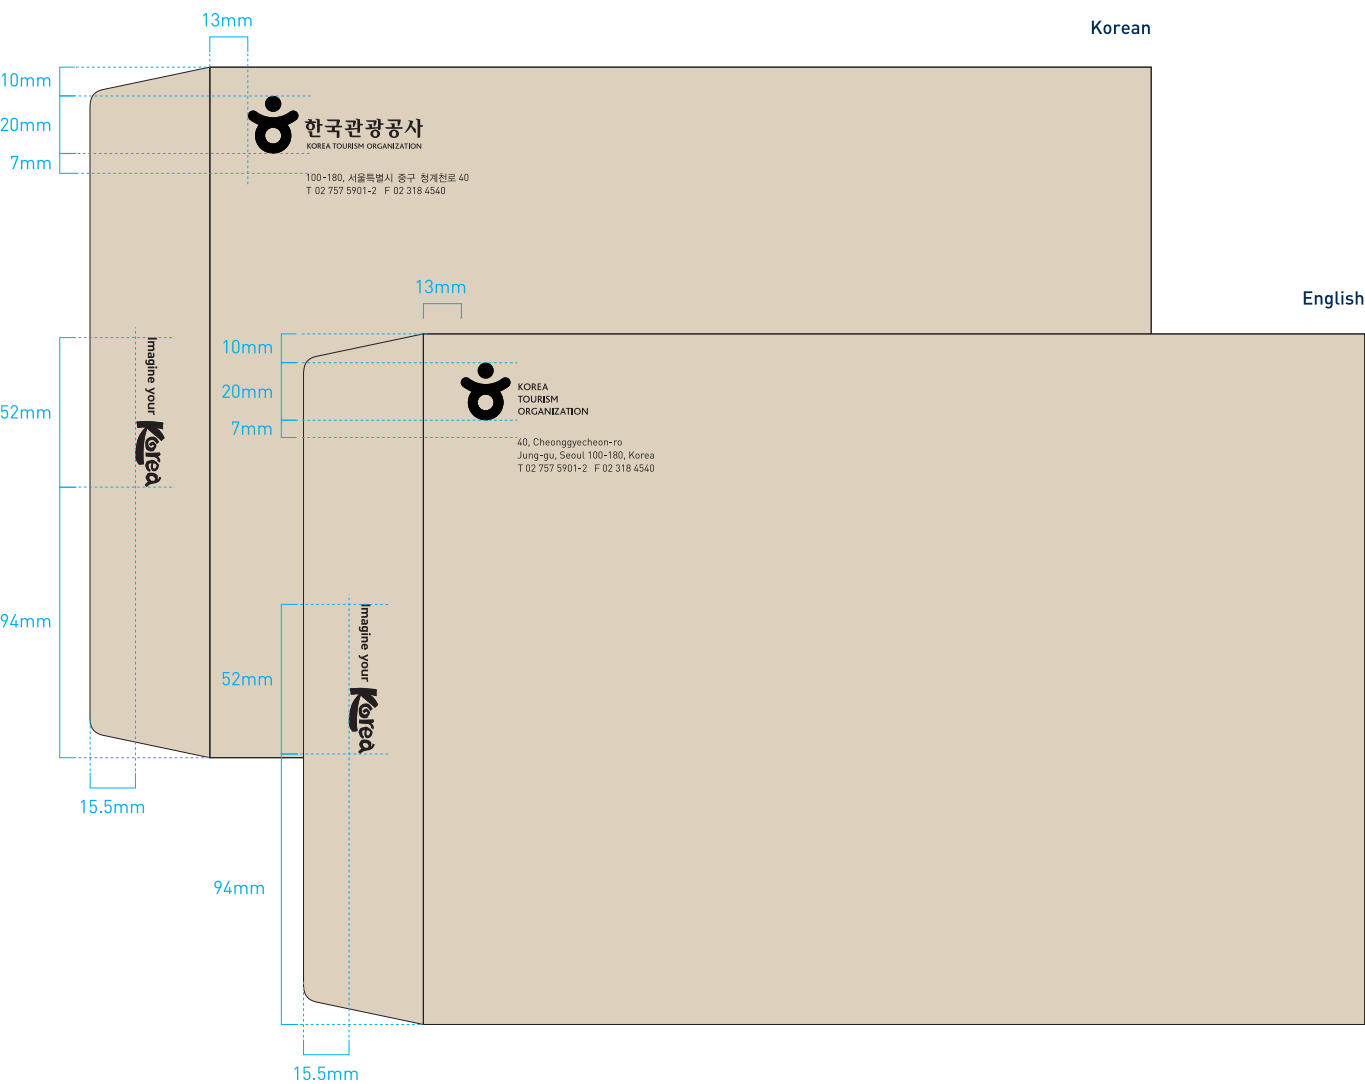 Korean
13mm
10mm
20mm
7mm
한국관광공사
KOREA TOURISM ORGANIZATION
100-180, 서울특별시 중구 청계천로 40
T 02 757 5901-2 F 02 318 4540
52mm
94mm
15.5mm
Imagine your Korea
English
13mm
10mm
20mm
7mm
KOREA
TOURISM
ORGANIZATION
40, Cheonggyecheon-ro
Jung-gu, Seoul 100-180, Korea
T 02 757 5901-2 F 02 318 4540
52mm
94mm
15.5mm
Imagine your Korea